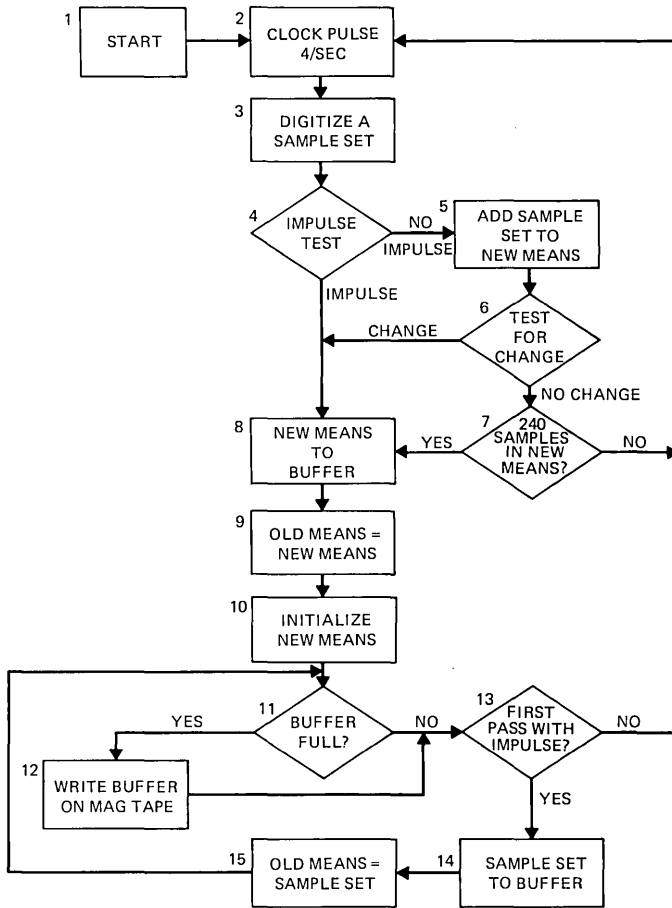 1
START
2
CLOCK PULSE
4/SEC
3
DIGITIZE A
SAMPLE SET
4
IMPULSE
TEST
NO
IMPULSE
IMPULSE
5
ADD SAMPLE
SET TO
NEW MEANS
6
TEST
FOR
CHANGE
CHANGE
NO CHANGE
7
240
SAMPLES
IN NEW
MEANS?
YES
NO
8
NEW MEANS
TO
BUFFER
9
OLD MEANS =
NEW MEANS
10
INITIALIZE
NEW MEANS
11
BUFFER
FULL?
YES
NO
12
WRITE BUFFER
ON MAG TAPE
13
FIRST
PASS WITH
IMPULSE?
NO
YES
14
SAMPLE SET
TO BUFFER
15
OLD MEANS =
SAMPLE SET